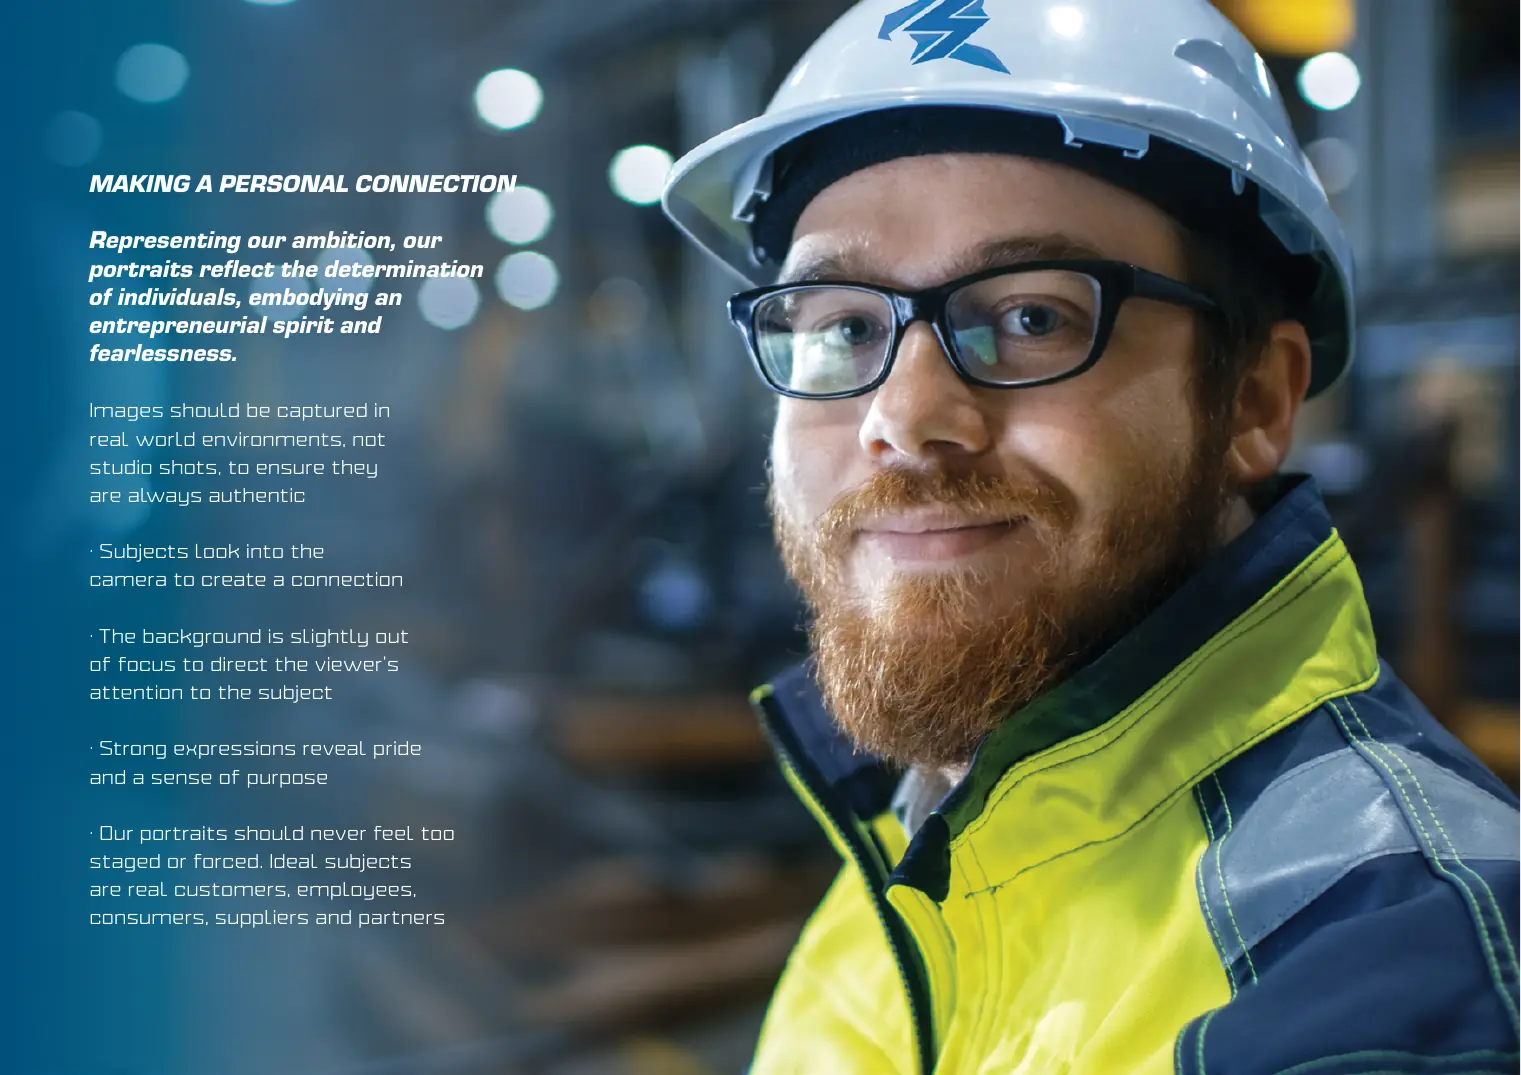 MAKING A PERSONAL CONNECTION
Representing our ambition, our
portraits reflect the determination
of individuals, embodying an
entrepreneurial spirit and
fearlessness.
Images should be captured in
real world environments, not
studio shots, to ensure they
are always authentic
· Subjects look into the
camera to create a connection
· The background is slightly out
of focus to direct the viewer's
attention to the subject
· Strong expressions reveal pride
and a sense of purpose
· Our portraits should never feel too
staged or forced. Ideal subjects
are real customers, employees,
consumers, suppliers and partners